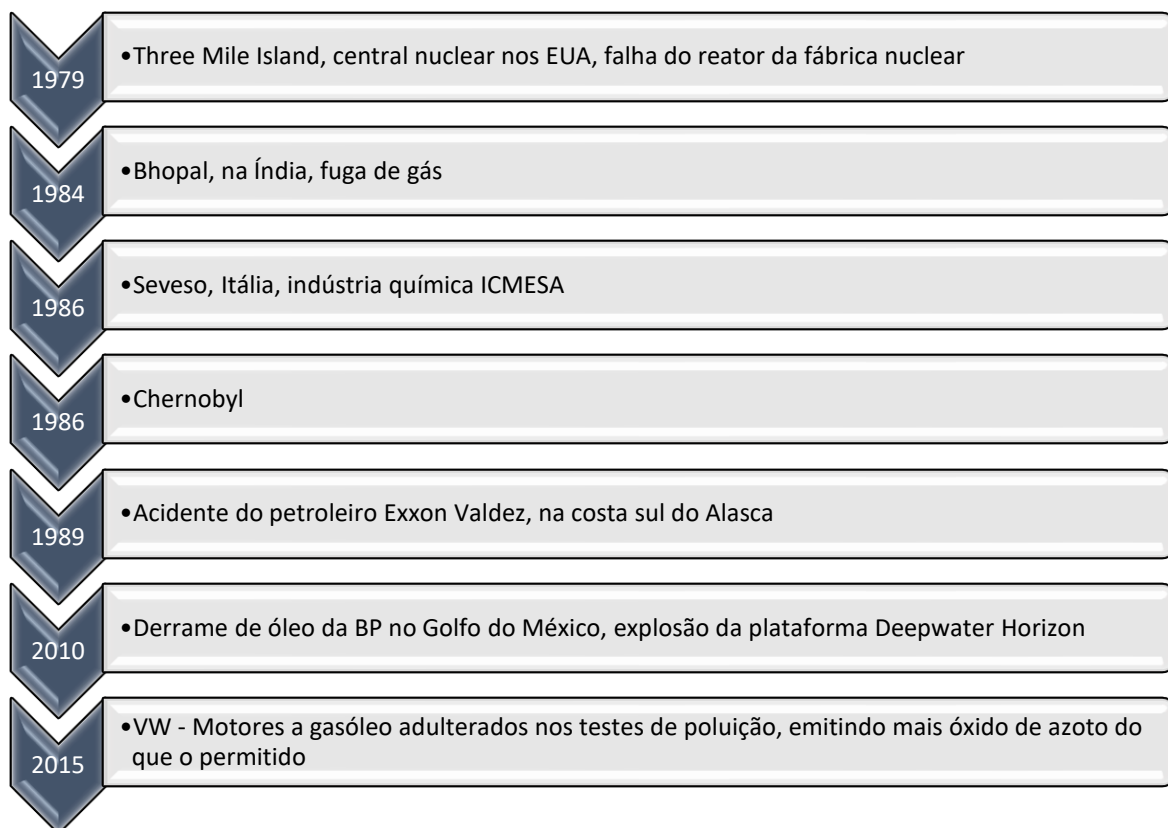 1979
•Three Mile Island, central nuclear nos EUA, falha do reator da fábrica nuclear
1984
•Bhopal, na Índia, fuga de gás
1986
•Seveso, Itália, indústria química ICMESA
1986
•Chernobyl
1989
•Acidente do petroleiro Exxon Valdez, na costa sul do Alasca
2010
•Derrame de óleo da BP no Golfo do México, explosão da plataforma Deepwater Horizon
2015
•VW - Motores a gasóleo adulterados nos testes de poluição, emitindo mais óxido de azoto do
que o permitido